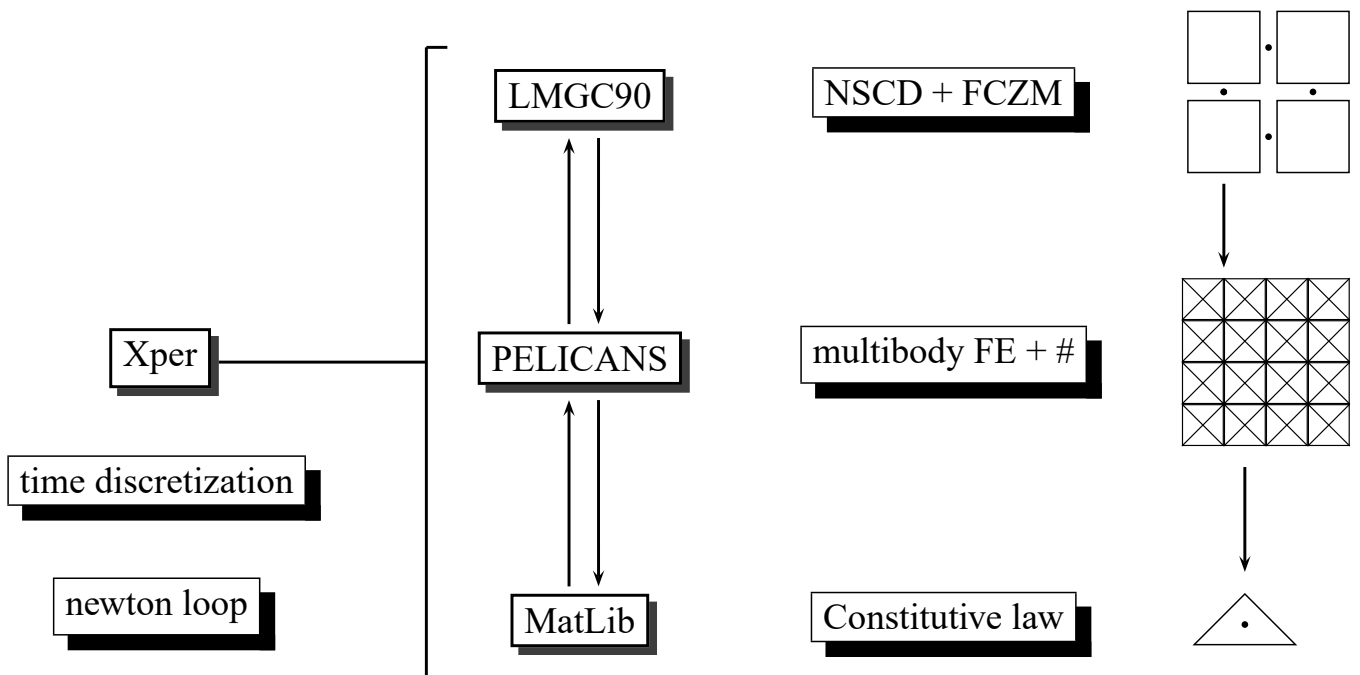 LMGC90
NSCD + FCZM
Xper
PELICANS
multibody FE + #
time discretization
newton loop
MatLib
Constitutive law